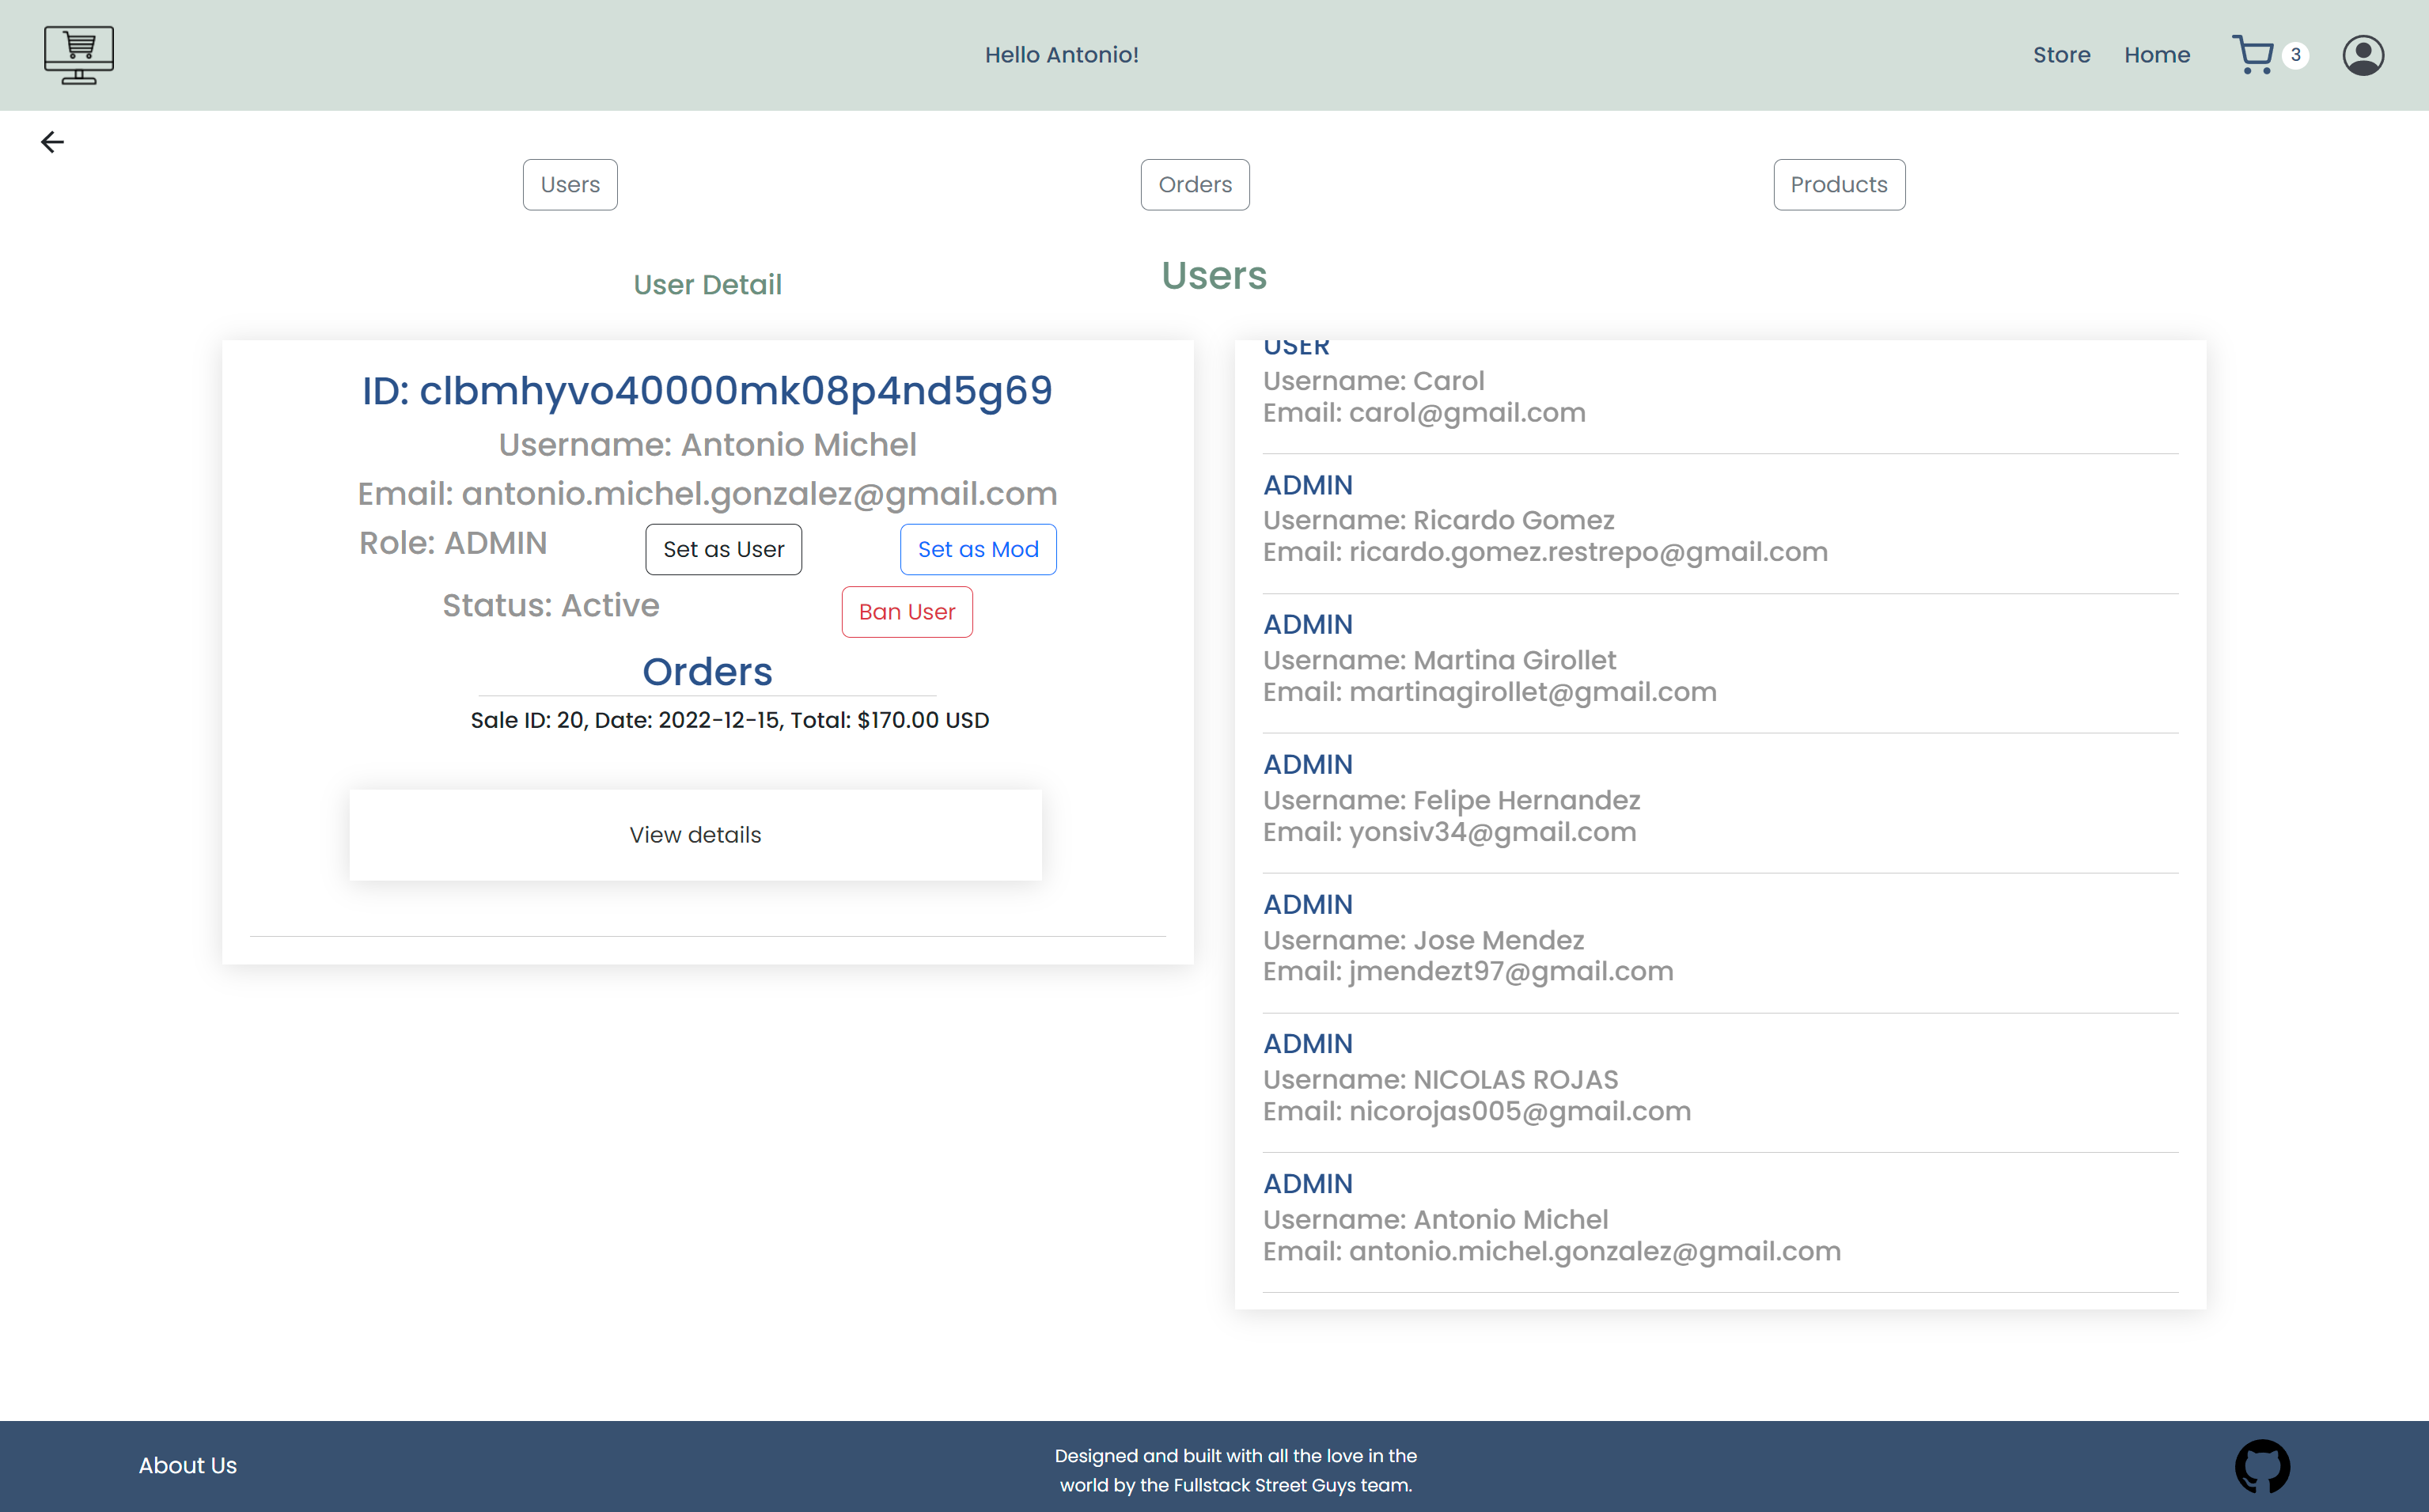 Hello Antonio!
Store
Home
3
Users
Orders
Products
User Detail
Users
ID: clbmhyvo40000mk08p4nd5g69
Username: Antonio Michel
Email: antonio.michel.gonzalez@gmail.com
Role: ADMIN
Set as User
Set as Mod
Status: Active
Ban User
Orders
Sale ID: 20, Date: 2022-12-15, Total: $170.00 USD
View details
USER
Username: Carol
Email: carol@gmail.com
ADMIN
Username: Ricardo Gomez
Email: ricardo.gomez.restrepo@gmail.com
ADMIN
Username: Martina Girollet
Email: martinagirollet@gmail.com
ADMIN
Username: Felipe Hernandez
Email: yonsiv34@gmail.com
ADMIN
Username: Jose Mendez
Email: jmendezt97@gmail.com
ADMIN
Username: NICOLAS ROJAS
Email: nicorojas005@gmail.com
ADMIN
Username: Antonio Michel
Email: antonio.michel.gonzalez@gmail.com
About Us
Designed and built with all the love in the
world by the Fullstack Street Guys team.